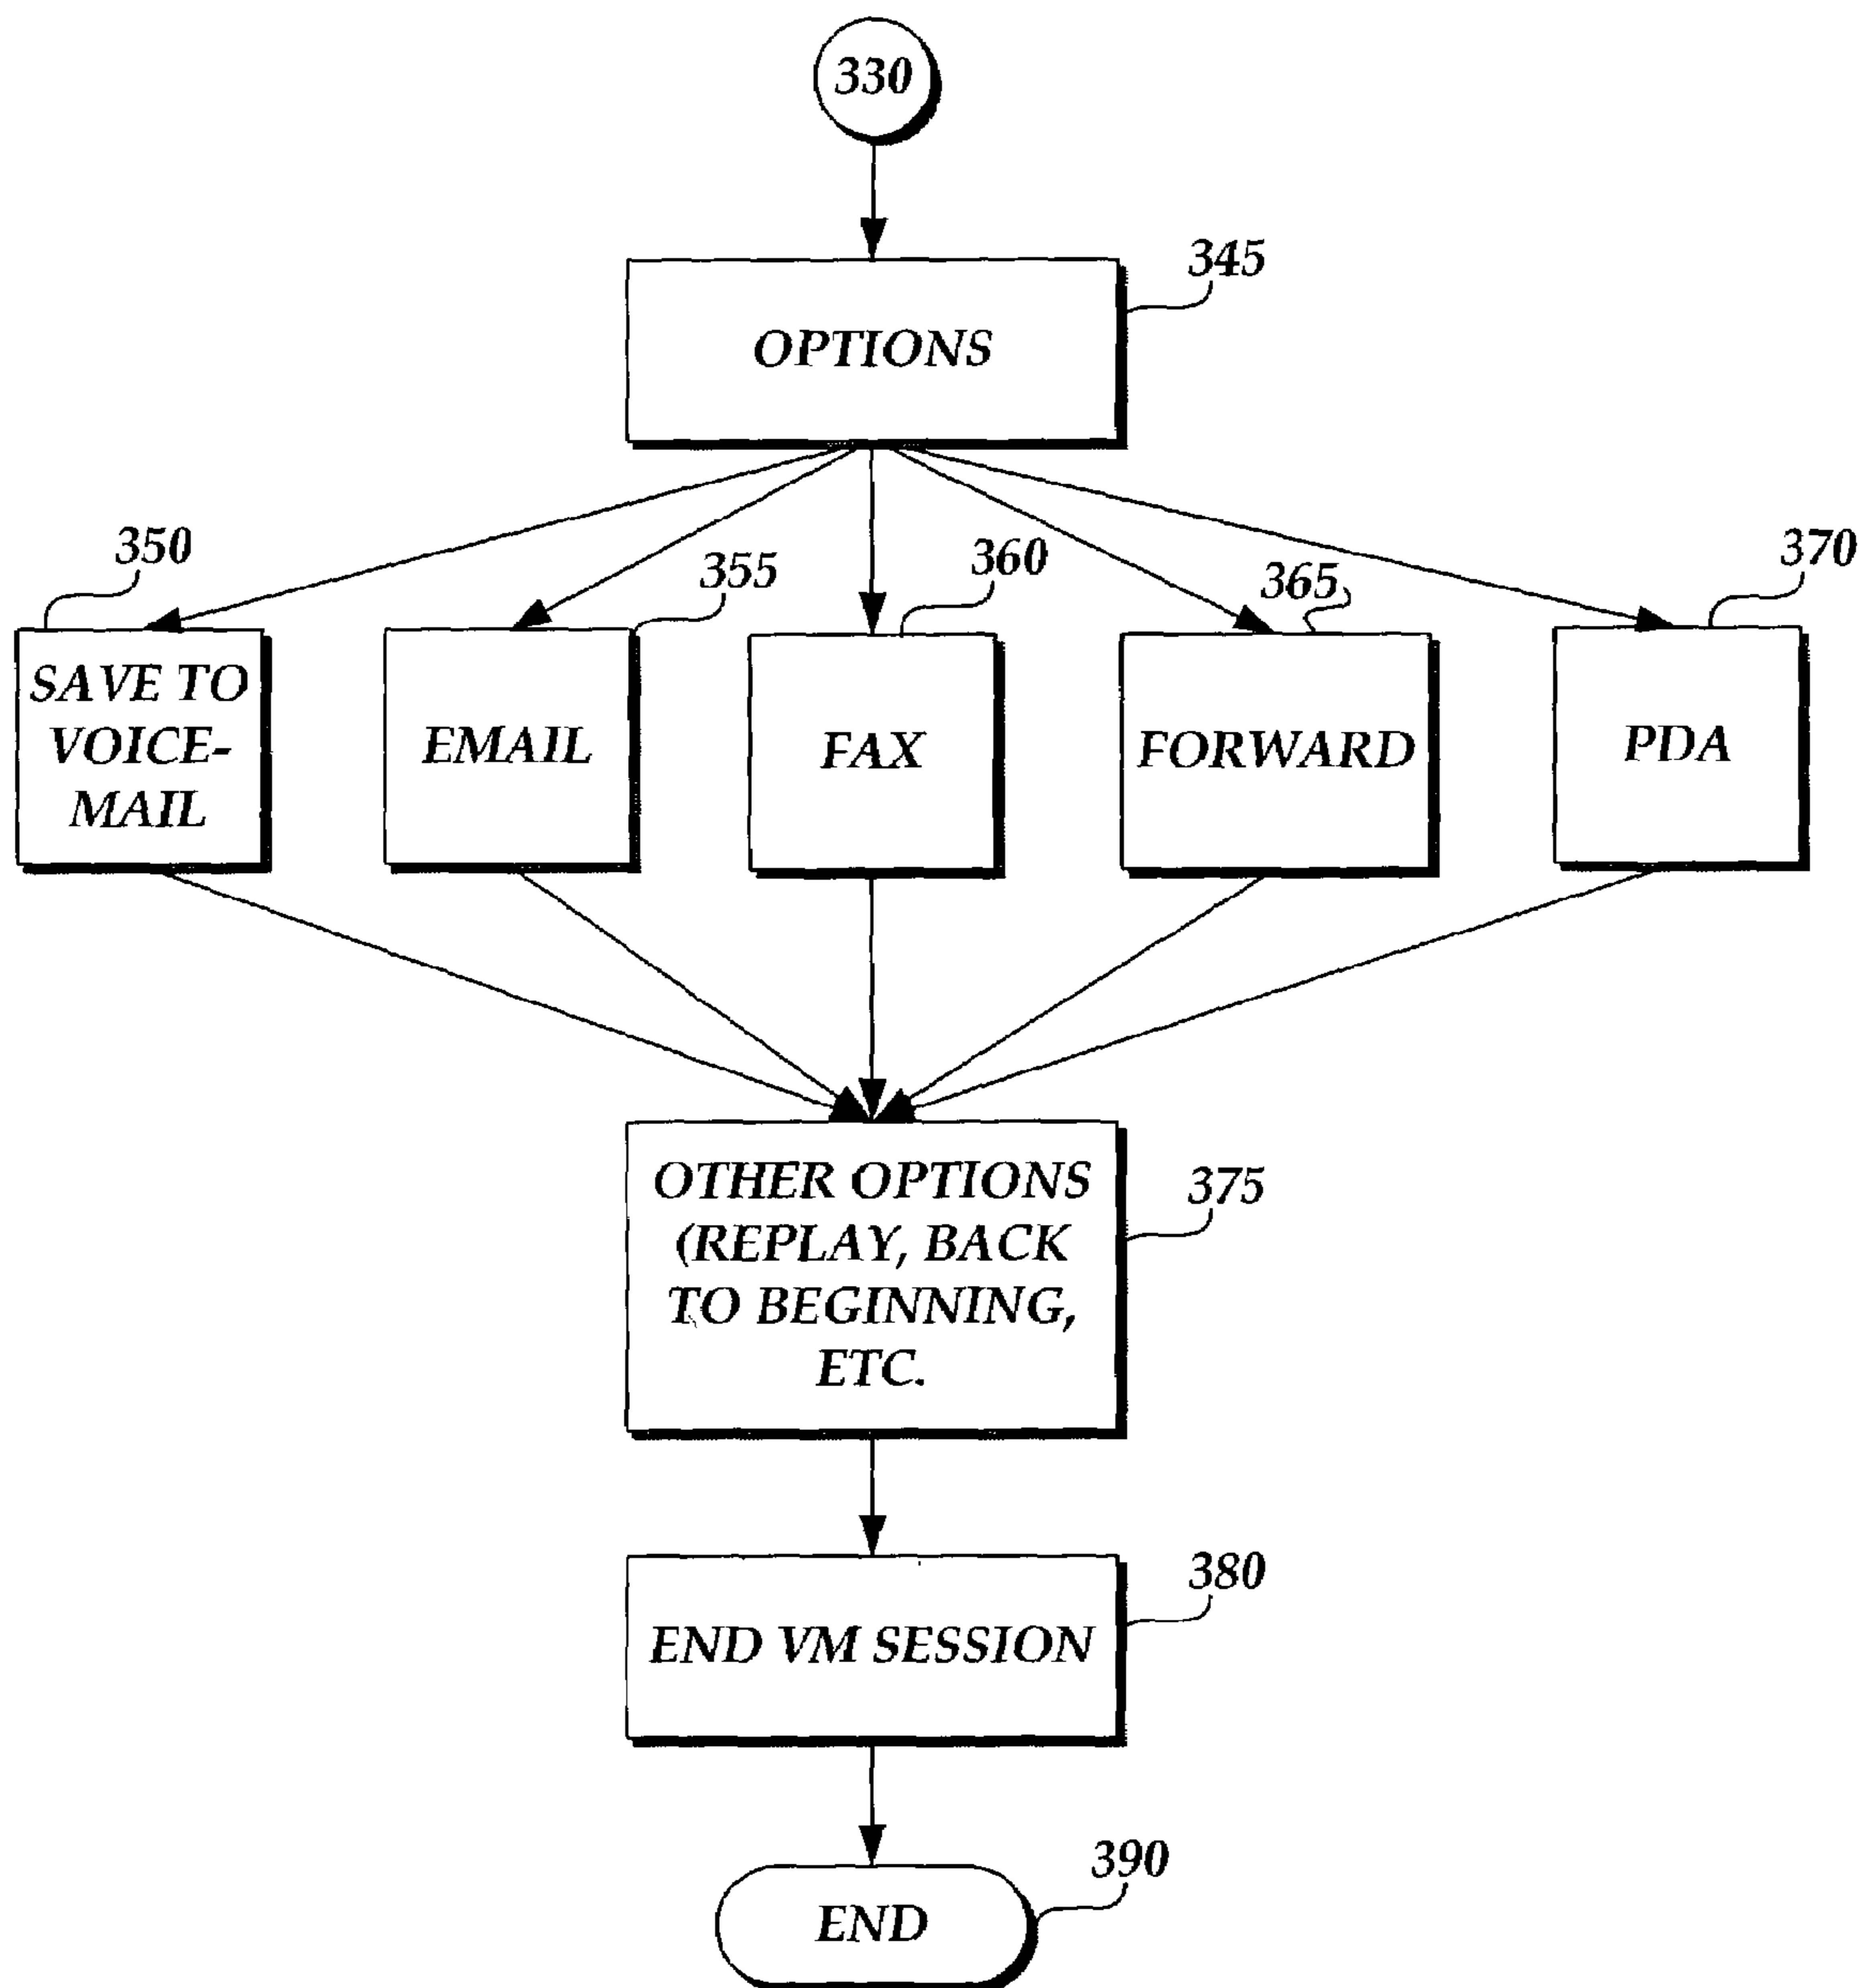 330
345
OPTIONS
350
355
360
365
370
SAVE TO
VOICE-
MAIL
EMAIL
FAX
FORWARD
PDA
OTHER OPTIONS
(REPLAY, BACK
TO BEGINNING,
ETC.
375
380
END VM SESSION
390
END